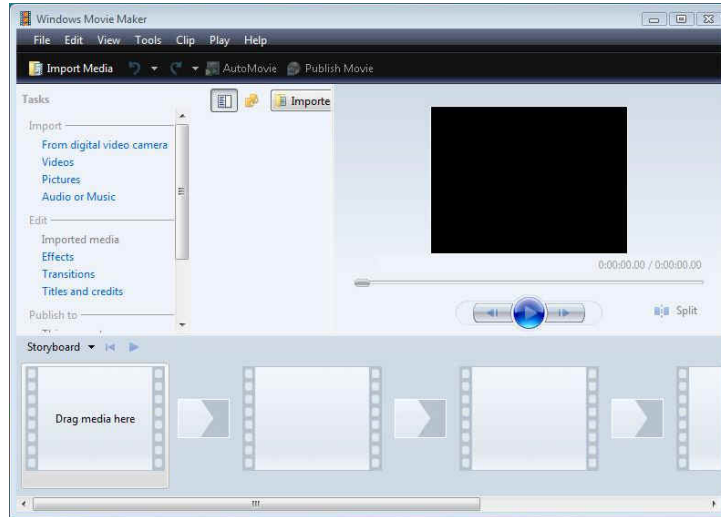 Windows Movie Maker
File Edit View Tools Clip Play Help
Import Media AutoMovie Publish Movie
Tasks
Importe
Import
From digital video camera
Videos
Pictures
Audio or Music
Edit
Imported media
Effects
Transitions
Titles and credits
Publish to
0:00:00.00 / 0:00:00.00
Split
Storyboard
Drag media here